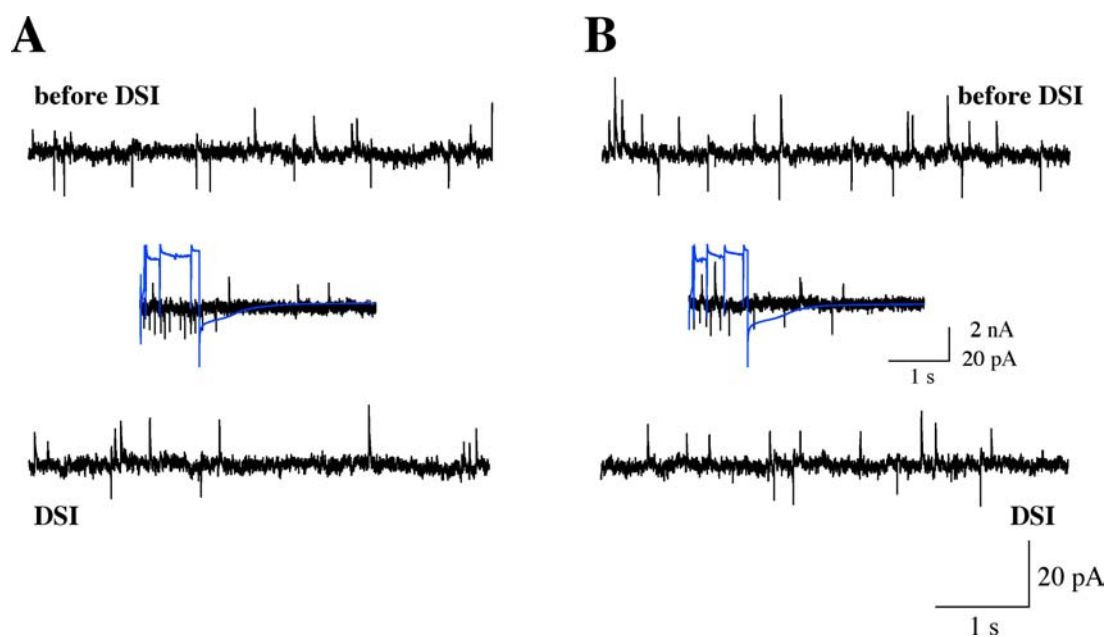 A
B
before DSI
before DSI
2 nA
20 pA
1 s
DSI
DSI
20 pA
1 s